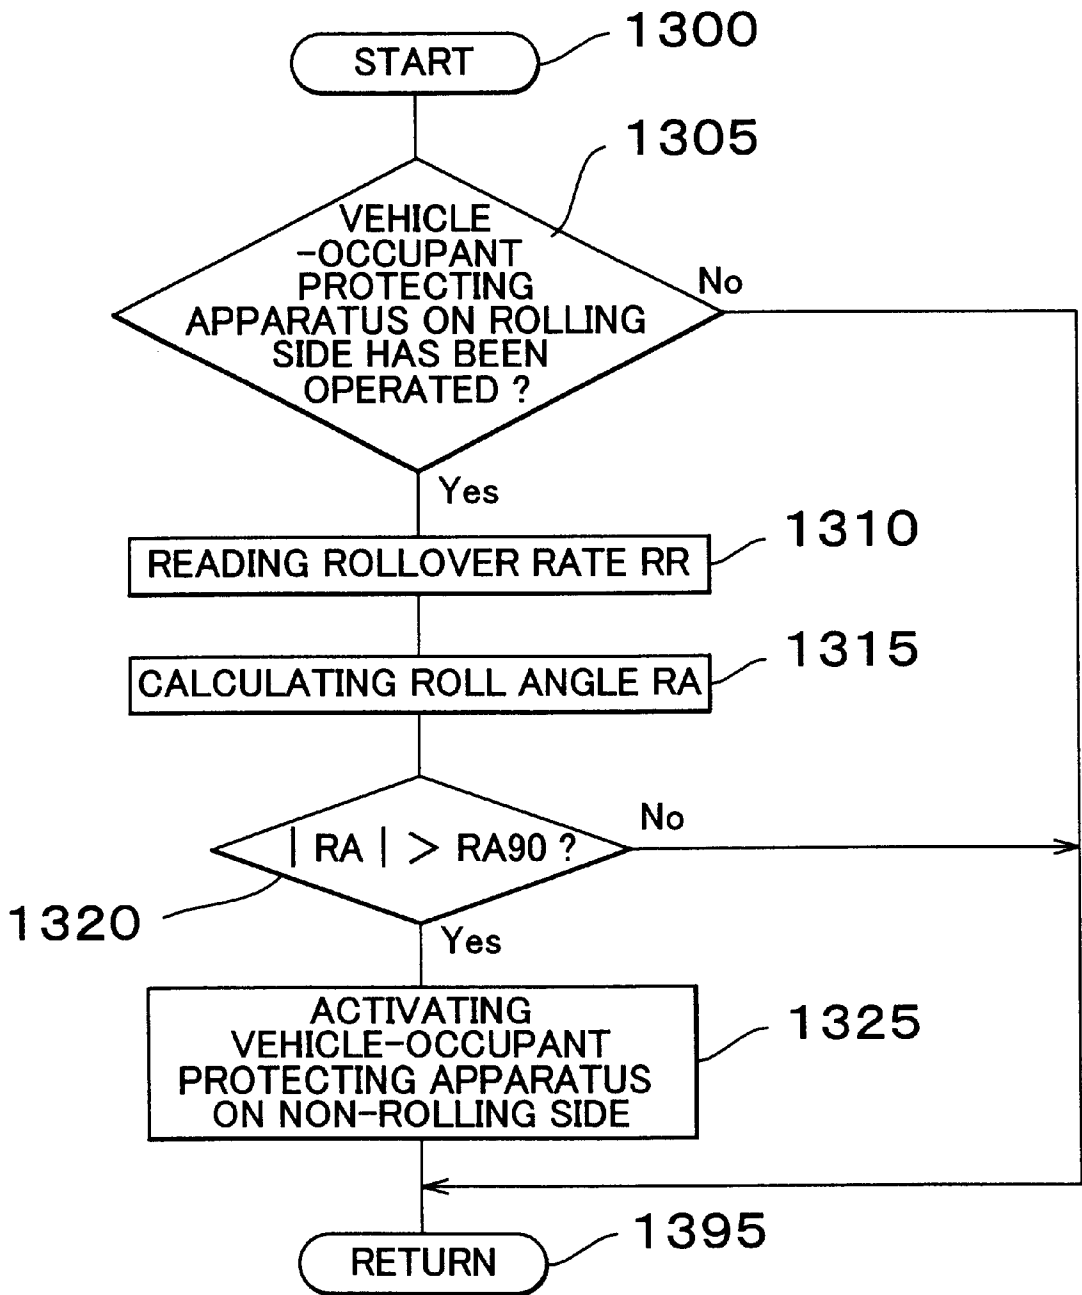 START
1300
1305
VEHICLE
-OCCUPANT
PROTECTING
APPARATUS ON ROLLING
SIDE HAS BEEN
OPERATED ?
No
Yes
READING ROLLOVER RATE RR
1310
CALCULATING ROLL ANGLE RA
1315
| RA | > RA90 ?
No
1320
Yes
ACTIVATING
VEHICLE-OCCUPANT
PROTECTING APPARATUS
ON NON-ROLLING SIDE
1325
RETURN
1395